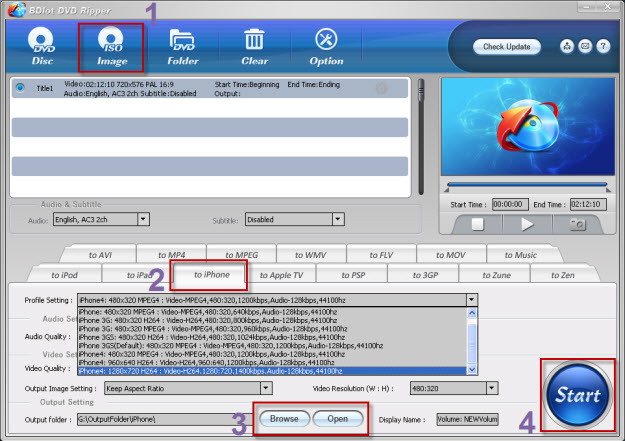 BDlot DVD Ripper
1
DVD
Disc
ISO
Image
DVD
Folder
Clear
Option
Check Update
Title1 Video:02:12:10 720x576 PAL 16:9 Start Time:Beginning End Time:Ending
Audio:English, AC3 2ch Subtitle:Disabled Output:
Start Time : 00:00:00 End Time : 02:12:10
Audio & Subtitle
Audio: English, AC3 2ch Subtitle: Disabled
to AVI to MP4 to MPEG to WMV to FLV to MOV to Music
2
to iPod to iPad to iPhone to Apple TV to PSP to 3GP to Zune to Zen
Profile Setting : iPhone4: 480x320 MPEG4 : Video-MPEG4,480:320,1200kbps,Audio-128kbps,44100hz
iPhone: 480x320 MPEG4 : Video-MPEG4,480:320,640kbps,Audio-128kbps,44100hz
iPhone 3G: 480x320 H264 : Video-H264,480:320,800kbps,Audio-128kbps,44100hz
iPhone 3G: 480x320 MPEG4 : Video-MPEG4,480:320,960kbps,Audio-128kbps,44100hz
iPhone 3GS: 480x320 H264 : Video-H264,480:320,1024kbps,Audio-128kbps,44100hz
iPhone 3GS(Default): 480x320 MPEG4 : Video-MPEG4,480:320,1200kbps,Audio-128kbps,44100hz
iPhone4: 480x320 MPEG4 : Video-MPEG4,480:320,1200kbps,Audio-128kbps,44100hz
iPhone4: 960x640 H264 : Video-H264,960:640,1200kbps,Audio-128kbps,44100hz
iPhone4: 1280x720 H264 : Video-H264,1280:720,1400kbps,Audio-128kbps,44100hz
Audio Set
Audio Quality :
Video Set
Video Quality :
Output Image Setting : Keep Aspect Ratio Video Resolution (W : H) : 480:320
Output Setting
Output folder : G:\OutputFolder\iPhone\ 3 Browse Open Display Name : Volume: NEWVolum
4
Start